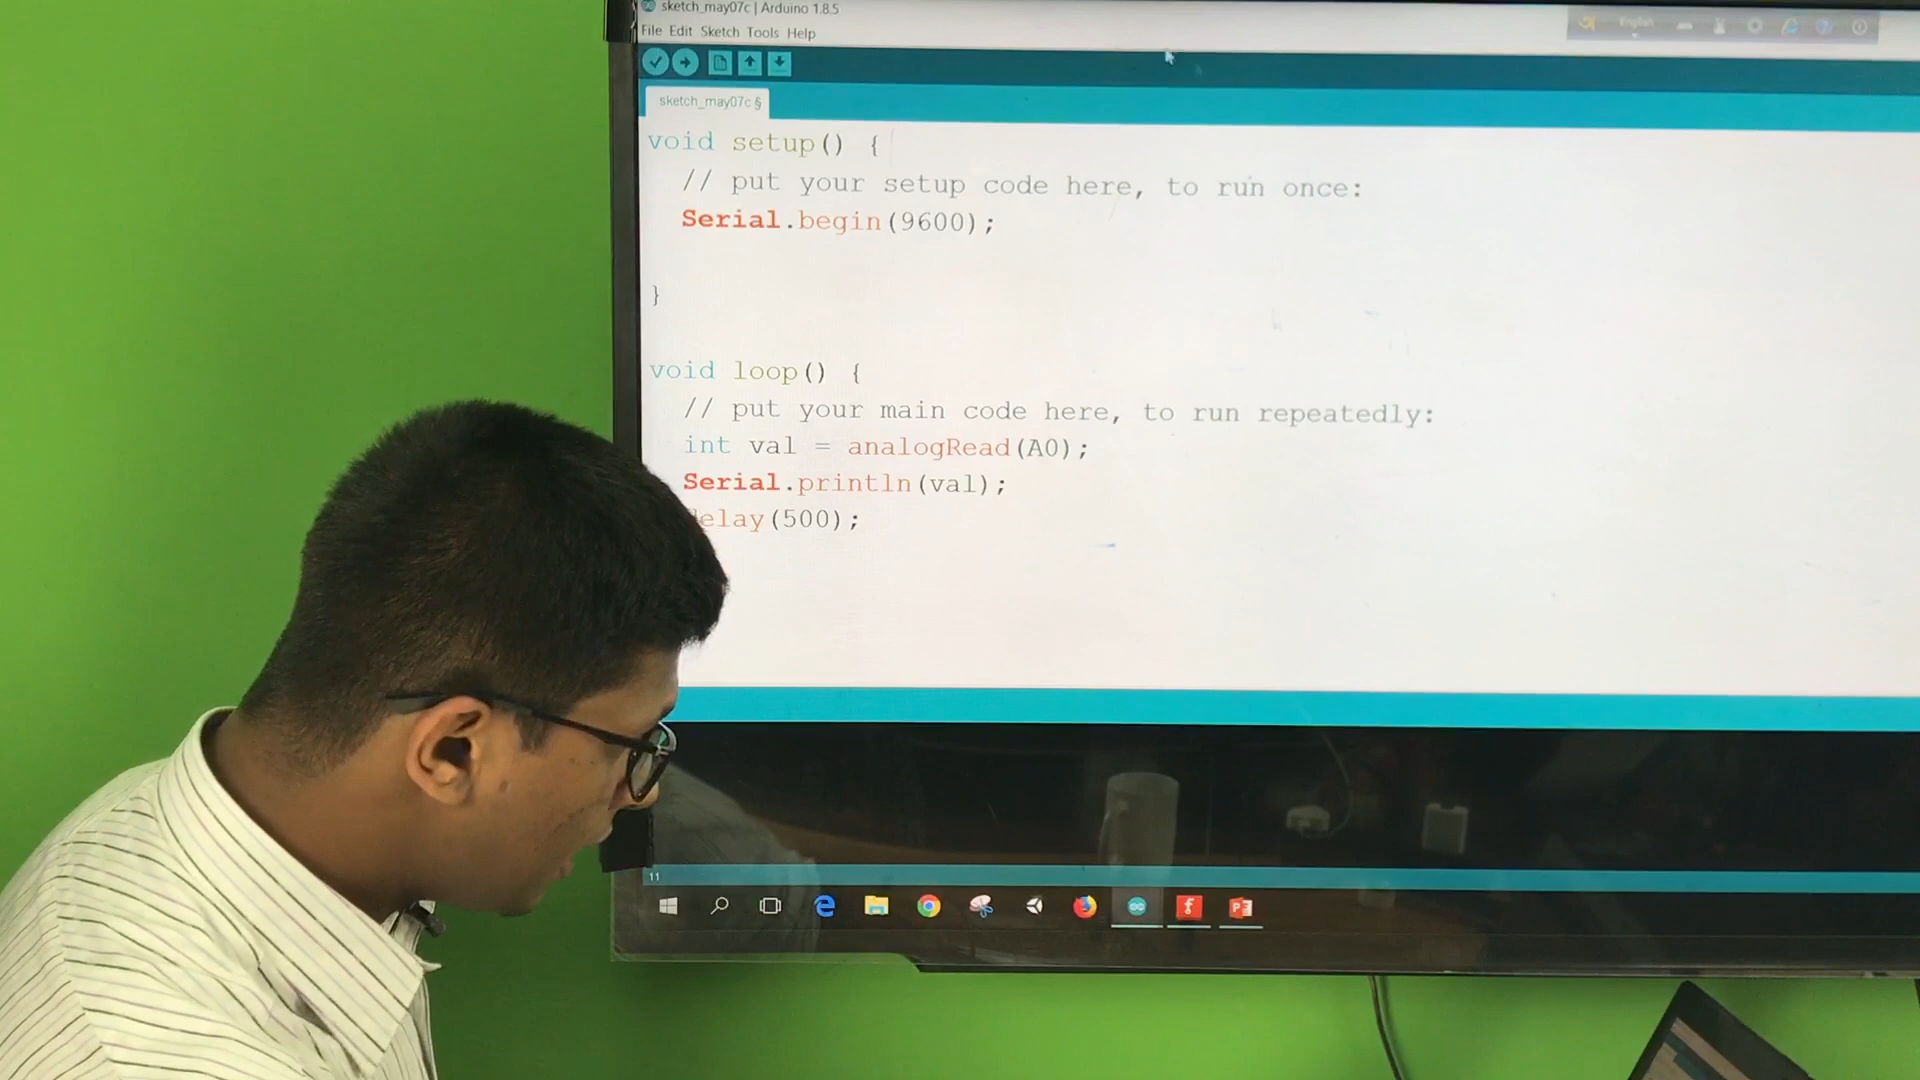 sketch_may07c | Arduino 1.8.5
English
File Edit Sketch Tools Help
sketch_may07c §
void setup() {
// put your setup code here, to run once:
Serial.begin(9600);
}
void loop() {
// put your main code here, to run repeatedly:
int val = analogRead(A0);
Serial.println(val);
delay(500);
11